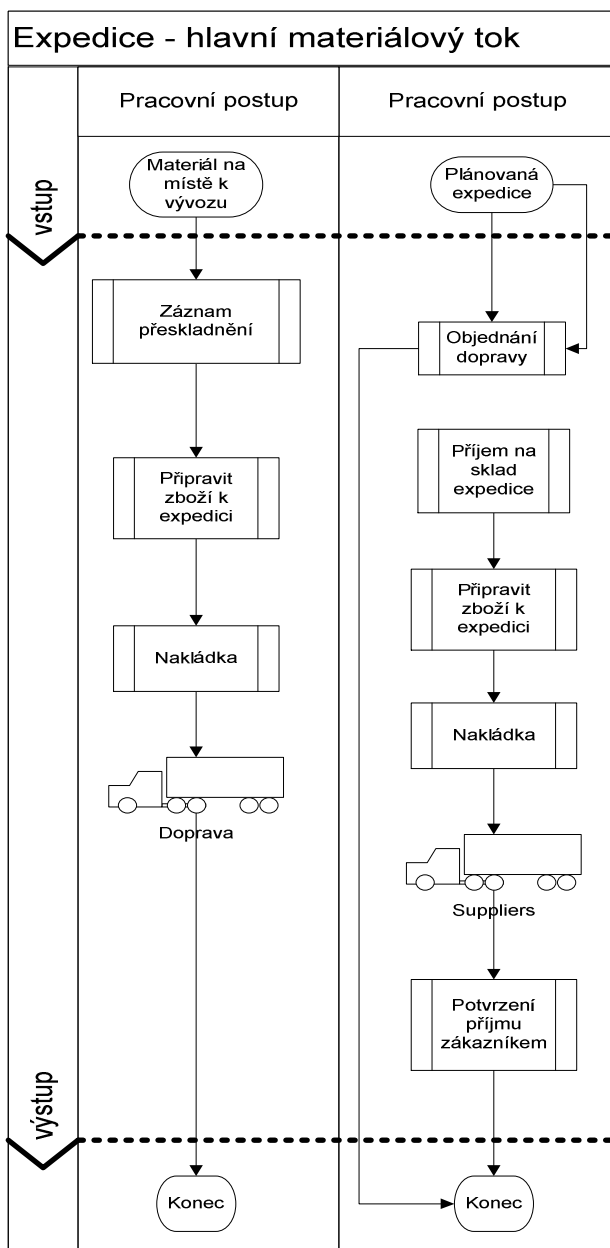 Expedice - hlavní materiálový tok
Pracovní postup
Pracovní postup
vstup
Materiál na
místě k
vývozu
Záznam
přeskladnění
Připravit
zboží k
expedici
Nakládka
Doprava
Konec
Plánovaná
expedice
Objednání
dopravy
Příjem na
sklad
expedice
Připravit
zboží k
expedici
Nakládka
Suppliers
Potvrzení
příjmu
zákazníkem
Konec
výstup